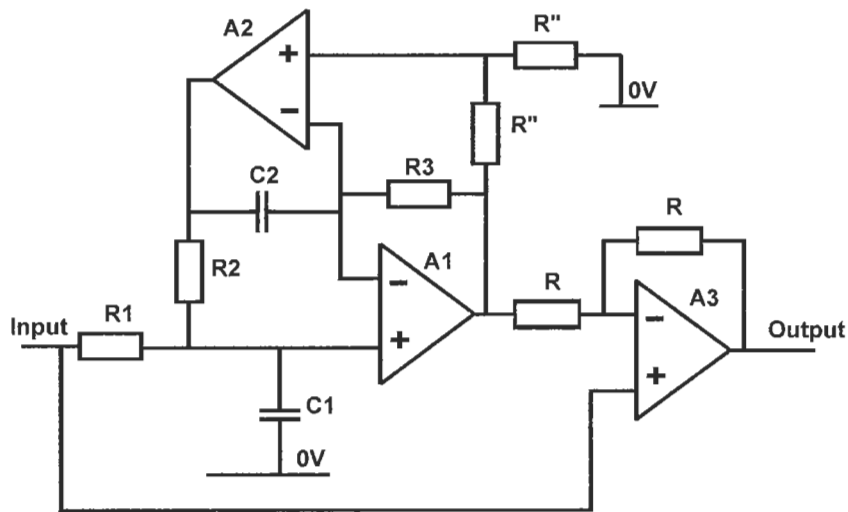 A2
+
−
R"
0V
R"
C2
R3
R2
A1
−
+
R
R
A3
−
+
Input
R1
Output
C1
0V